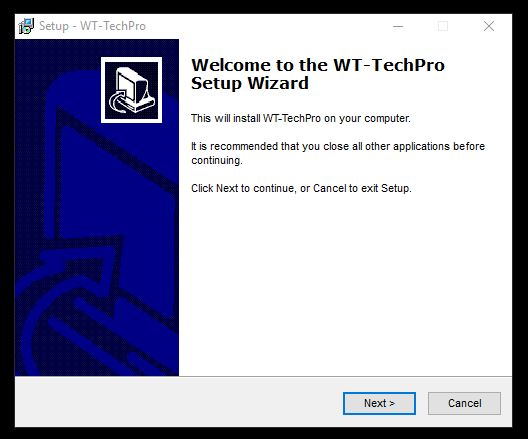 Setup - WT-TechPro
Welcome to the WT-TechPro
Setup Wizard
This will install WT-TechPro on your computer.
It is recommended that you close all other applications before
continuing.
Click Next to continue, or Cancel to exit Setup.
Next >
Cancel